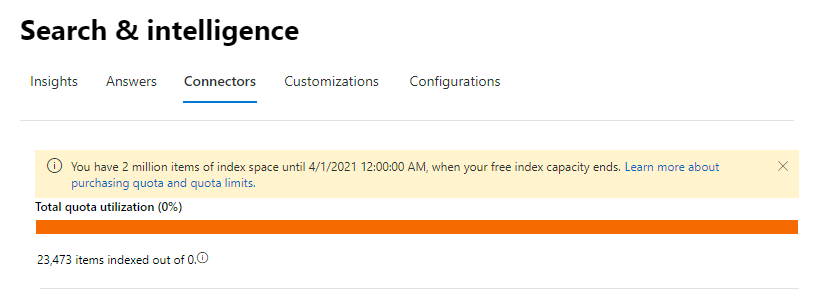 Search & intelligence
Insights Answers Connectors Customizations Configurations
You have 2 million items of index space until 4/1/2021 12:00:00 AM, when your free index capacity ends. Learn more about
purchasing quota and quota limits.
Total quota utilization (0%)
23,473 items indexed out of 0.